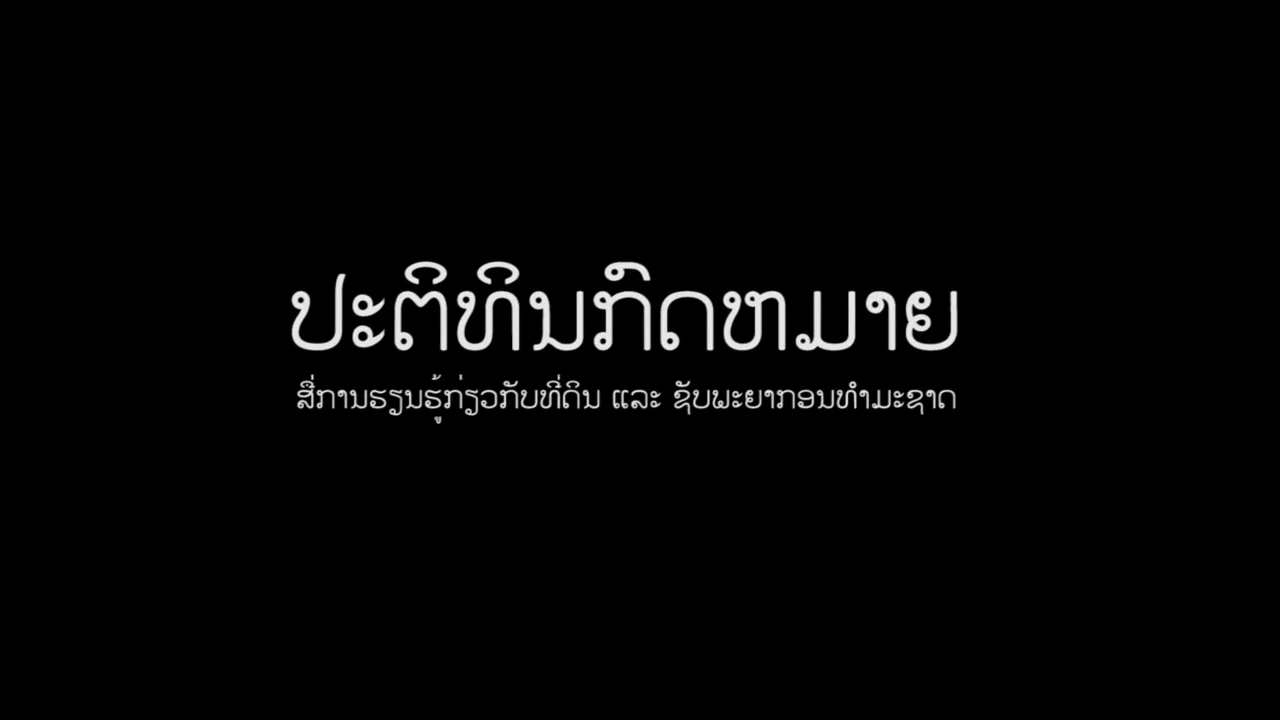 ປະຕິທິນກົດຫມາຍ
ສື່ການຮຽນຮູ້ກ່ຽວກັບທີ່ດິນ ແລະ ຊັບພະຍາກອນທຳມະຊາດ